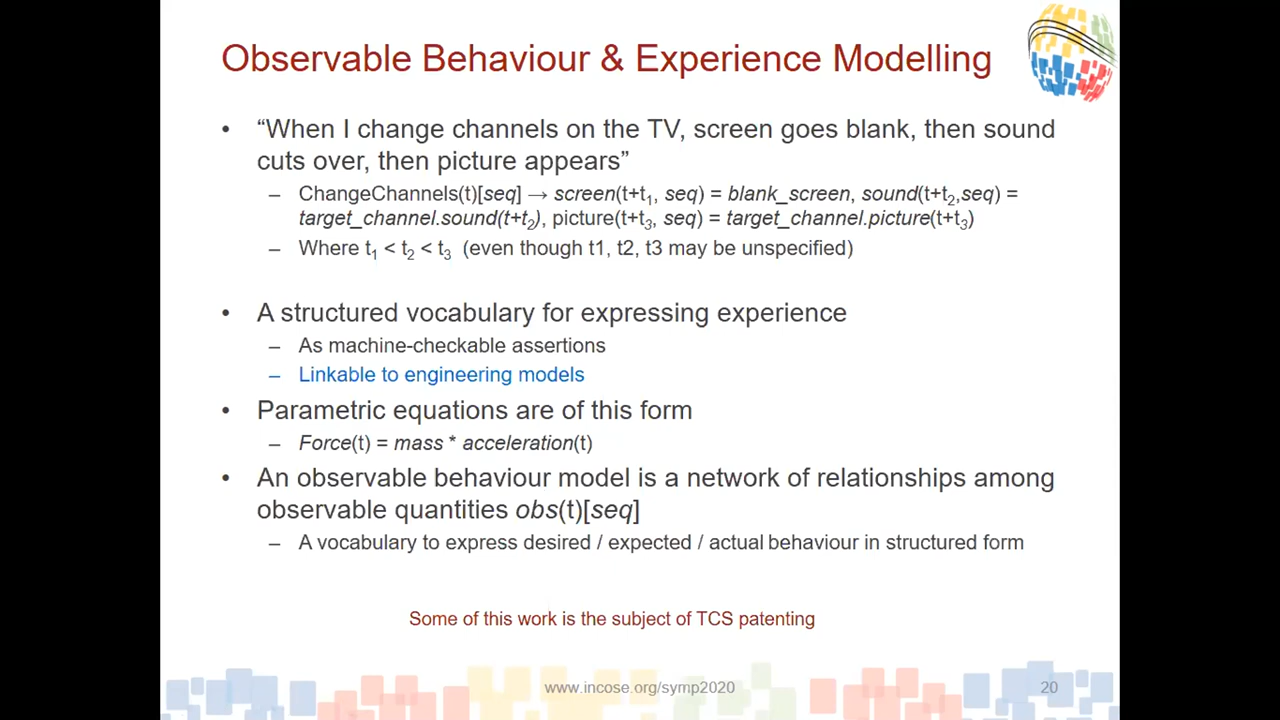 Observable Behaviour & Experience Modelling
• “When I change channels on the TV, screen goes blank, then sound
cuts over, then picture appears”
– ChangeChannels(t)[seq] → screen(t+t₁, seq) = blank_screen, sound(t+t₂,seq) =
target_channel.sound(t+t₂), picture(t+t₃, seq) = target_channel.picture(t+t₃)
– Where t₁ < t₂ < t₃ (even though t1, t2, t3 may be unspecified)
• A structured vocabulary for expressing experience
– As machine-checkable assertions
– Linkable to engineering models
• Parametric equations are of this form
– Force(t) = mass * acceleration(t)
• An observable behaviour model is a network of relationships among
observable quantities obs(t)[seq]
– A vocabulary to express desired / expected / actual behaviour in structured form
Some of this work is the subject of TCS patenting
www.incose.org/symp2020
20